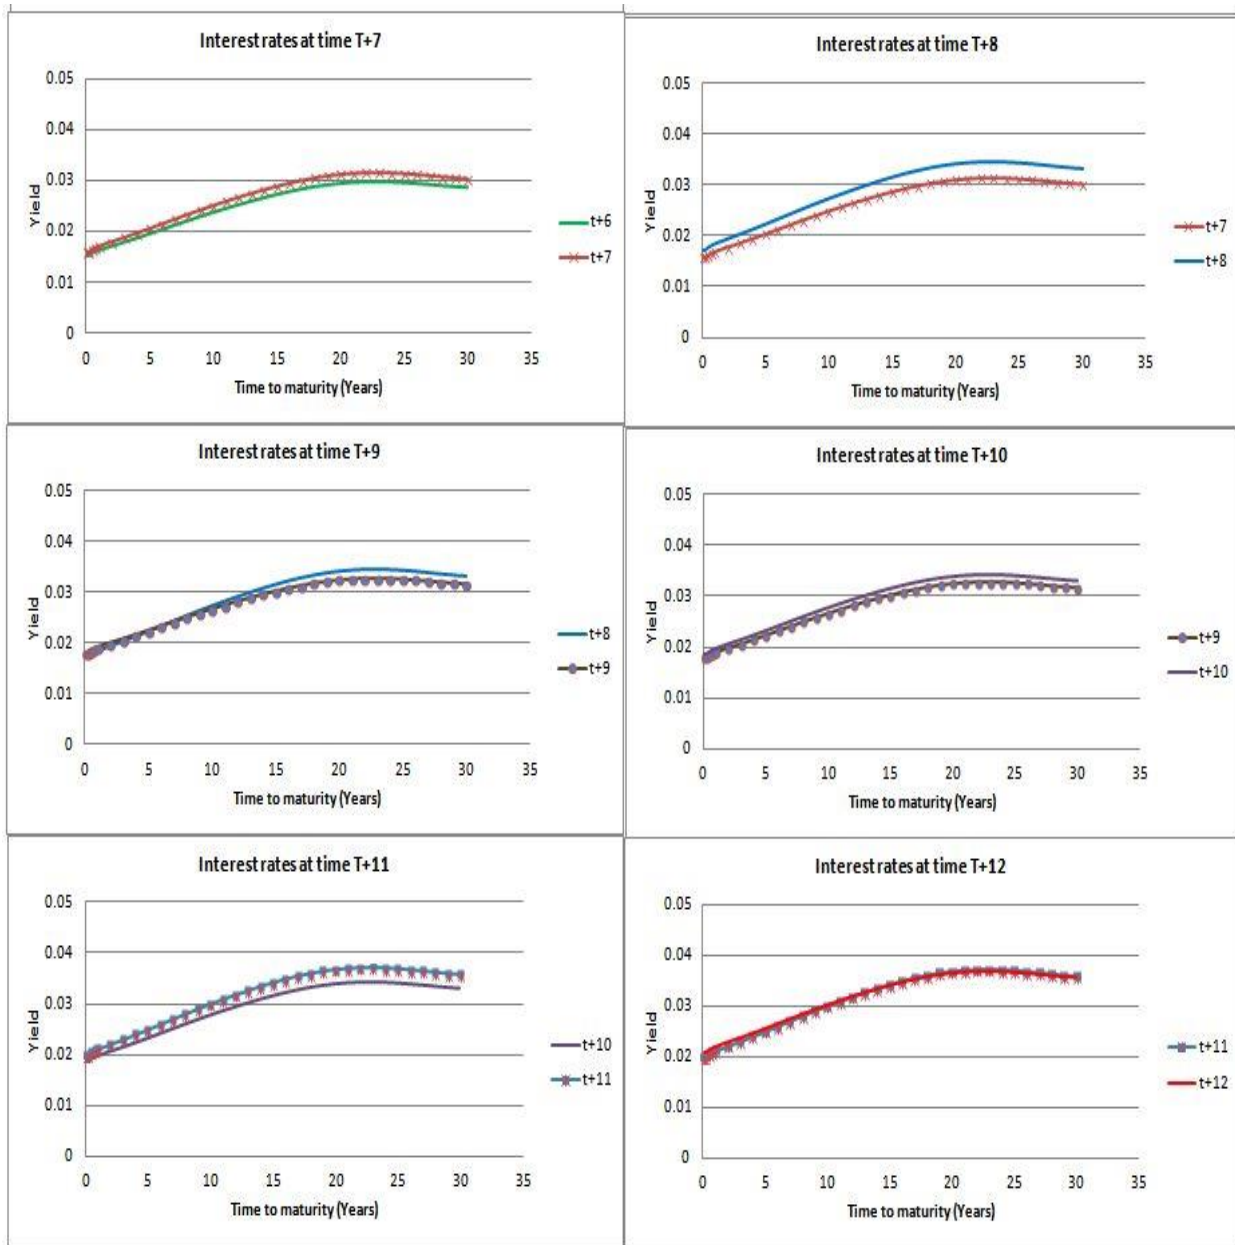 Interest rates at time T+7
0.05
0.04
0.03
0.02
0.01
0
Yield
0 5 10 15 20 25 30 35
Time to maturity (Years)
t+6
t+7
Interest rates at time T+8
0.05
0.04
0.03
0.02
0.01
0
Yield
0 5 10 15 20 25 30 35
Time to maturity (Years)
t+7
t+8
Interest rates at time T+9
0.05
0.04
0.03
0.02
0.01
0
Yield
0 5 10 15 20 25 30 35
Time to maturity (Years)
t+8
t+9
Interest rates at time T+10
0.05
0.04
0.03
0.02
0.01
0
Yield
0 5 10 15 20 25 30 35
Time to maturity (Years)
t+9
t+10
Interest rates at time T+11
0.05
0.04
0.03
0.02
0.01
0
Yield
0 5 10 15 20 25 30 35
Time to maturity (Years)
t+10
t+11
Interest rates at time T+12
0.05
0.04
0.03
0.02
0.01
0
Yield
0 5 10 15 20 25 30 35
Time to maturity (Years)
t+11
t+12